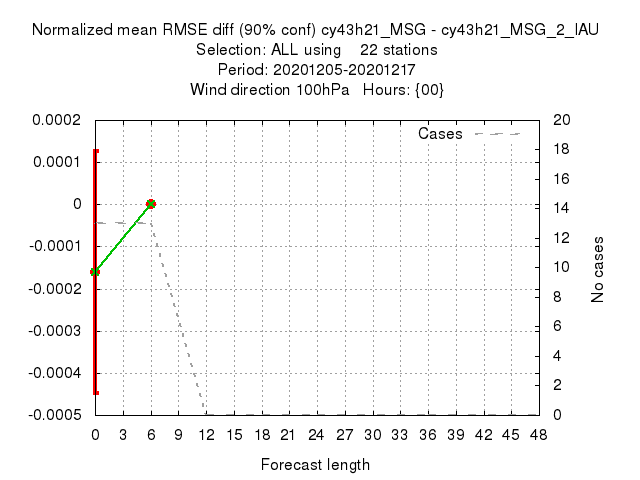 Normalized mean RMSE diff (90% conf) cy43h21_MSG - cy43h21_MSG_2_IAU
Selection: ALL using    22 stations
Period: 20201205-20201217
Wind direction 100hPa   Hours: {00}
Cases
0.0002
0.0001
0
-0.0001
-0.0002
-0.0003
-0.0004
-0.0005
20
18
16
14
12
10
8
6
4
2
0
No cases
0 3 6 9 12 15 18 21 24 27 30 33 36 39 42 45 48
Forecast length